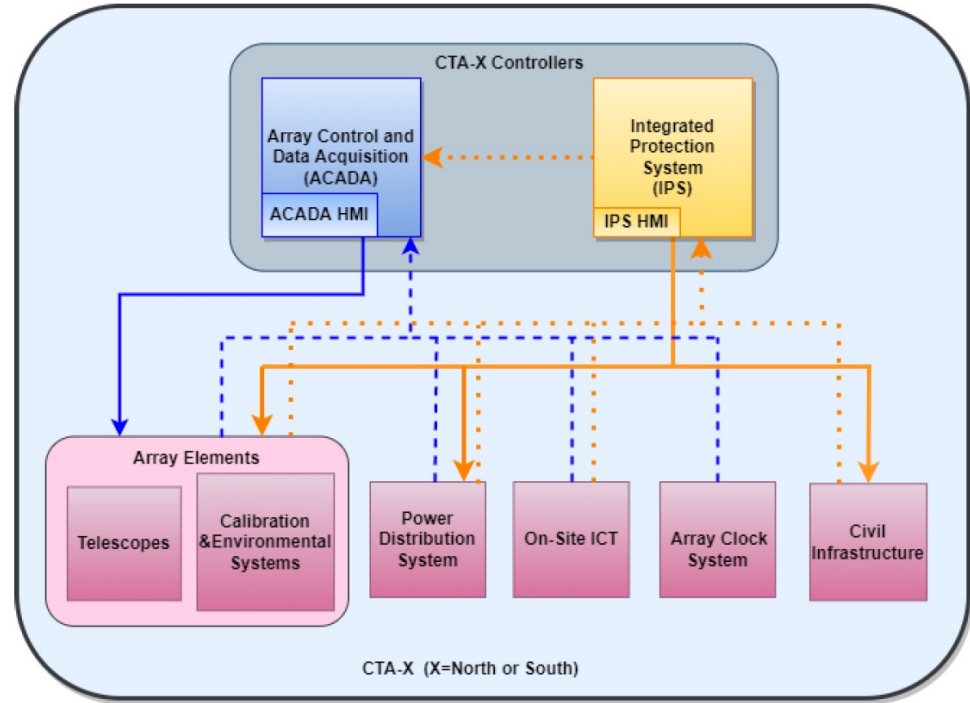 CTA-X Controllers
Array Control and
Data Acquisition
(ACADA)
ACADA HMI
Integrated
Protection
System
(IPS)
IPS HMI
Array Elements
Telescopes
Calibration
&Environmental
Systems
Power
Distribution
System
On-Site ICT
Array Clock
System
Civil
Infrastructure
CTA-X (X=North or South)